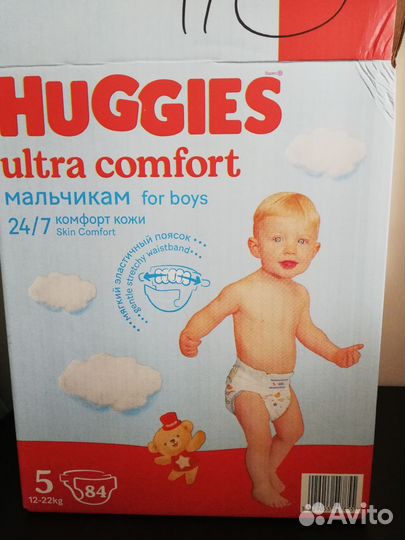 HUGGIES
ultra comfort
мальчикам for boys
24/7 комфорт кожи
Skin Comfort
мягкий эластичный поясок
gentle stretchy waistband
5
12-22kg
84
Avito